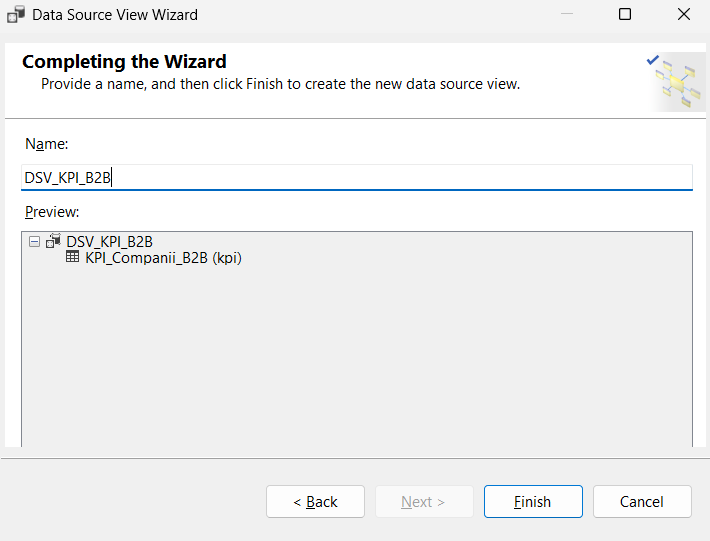 Data Source View Wizard
Completing the Wizard
Provide a name, and then click Finish to create the new data source view.
Name:
DSV_KPI_B2B
Preview:
DSV_KPI_B2B
KPI_Companii_B2B (kpi)
< Back
Next >
Finish
Cancel